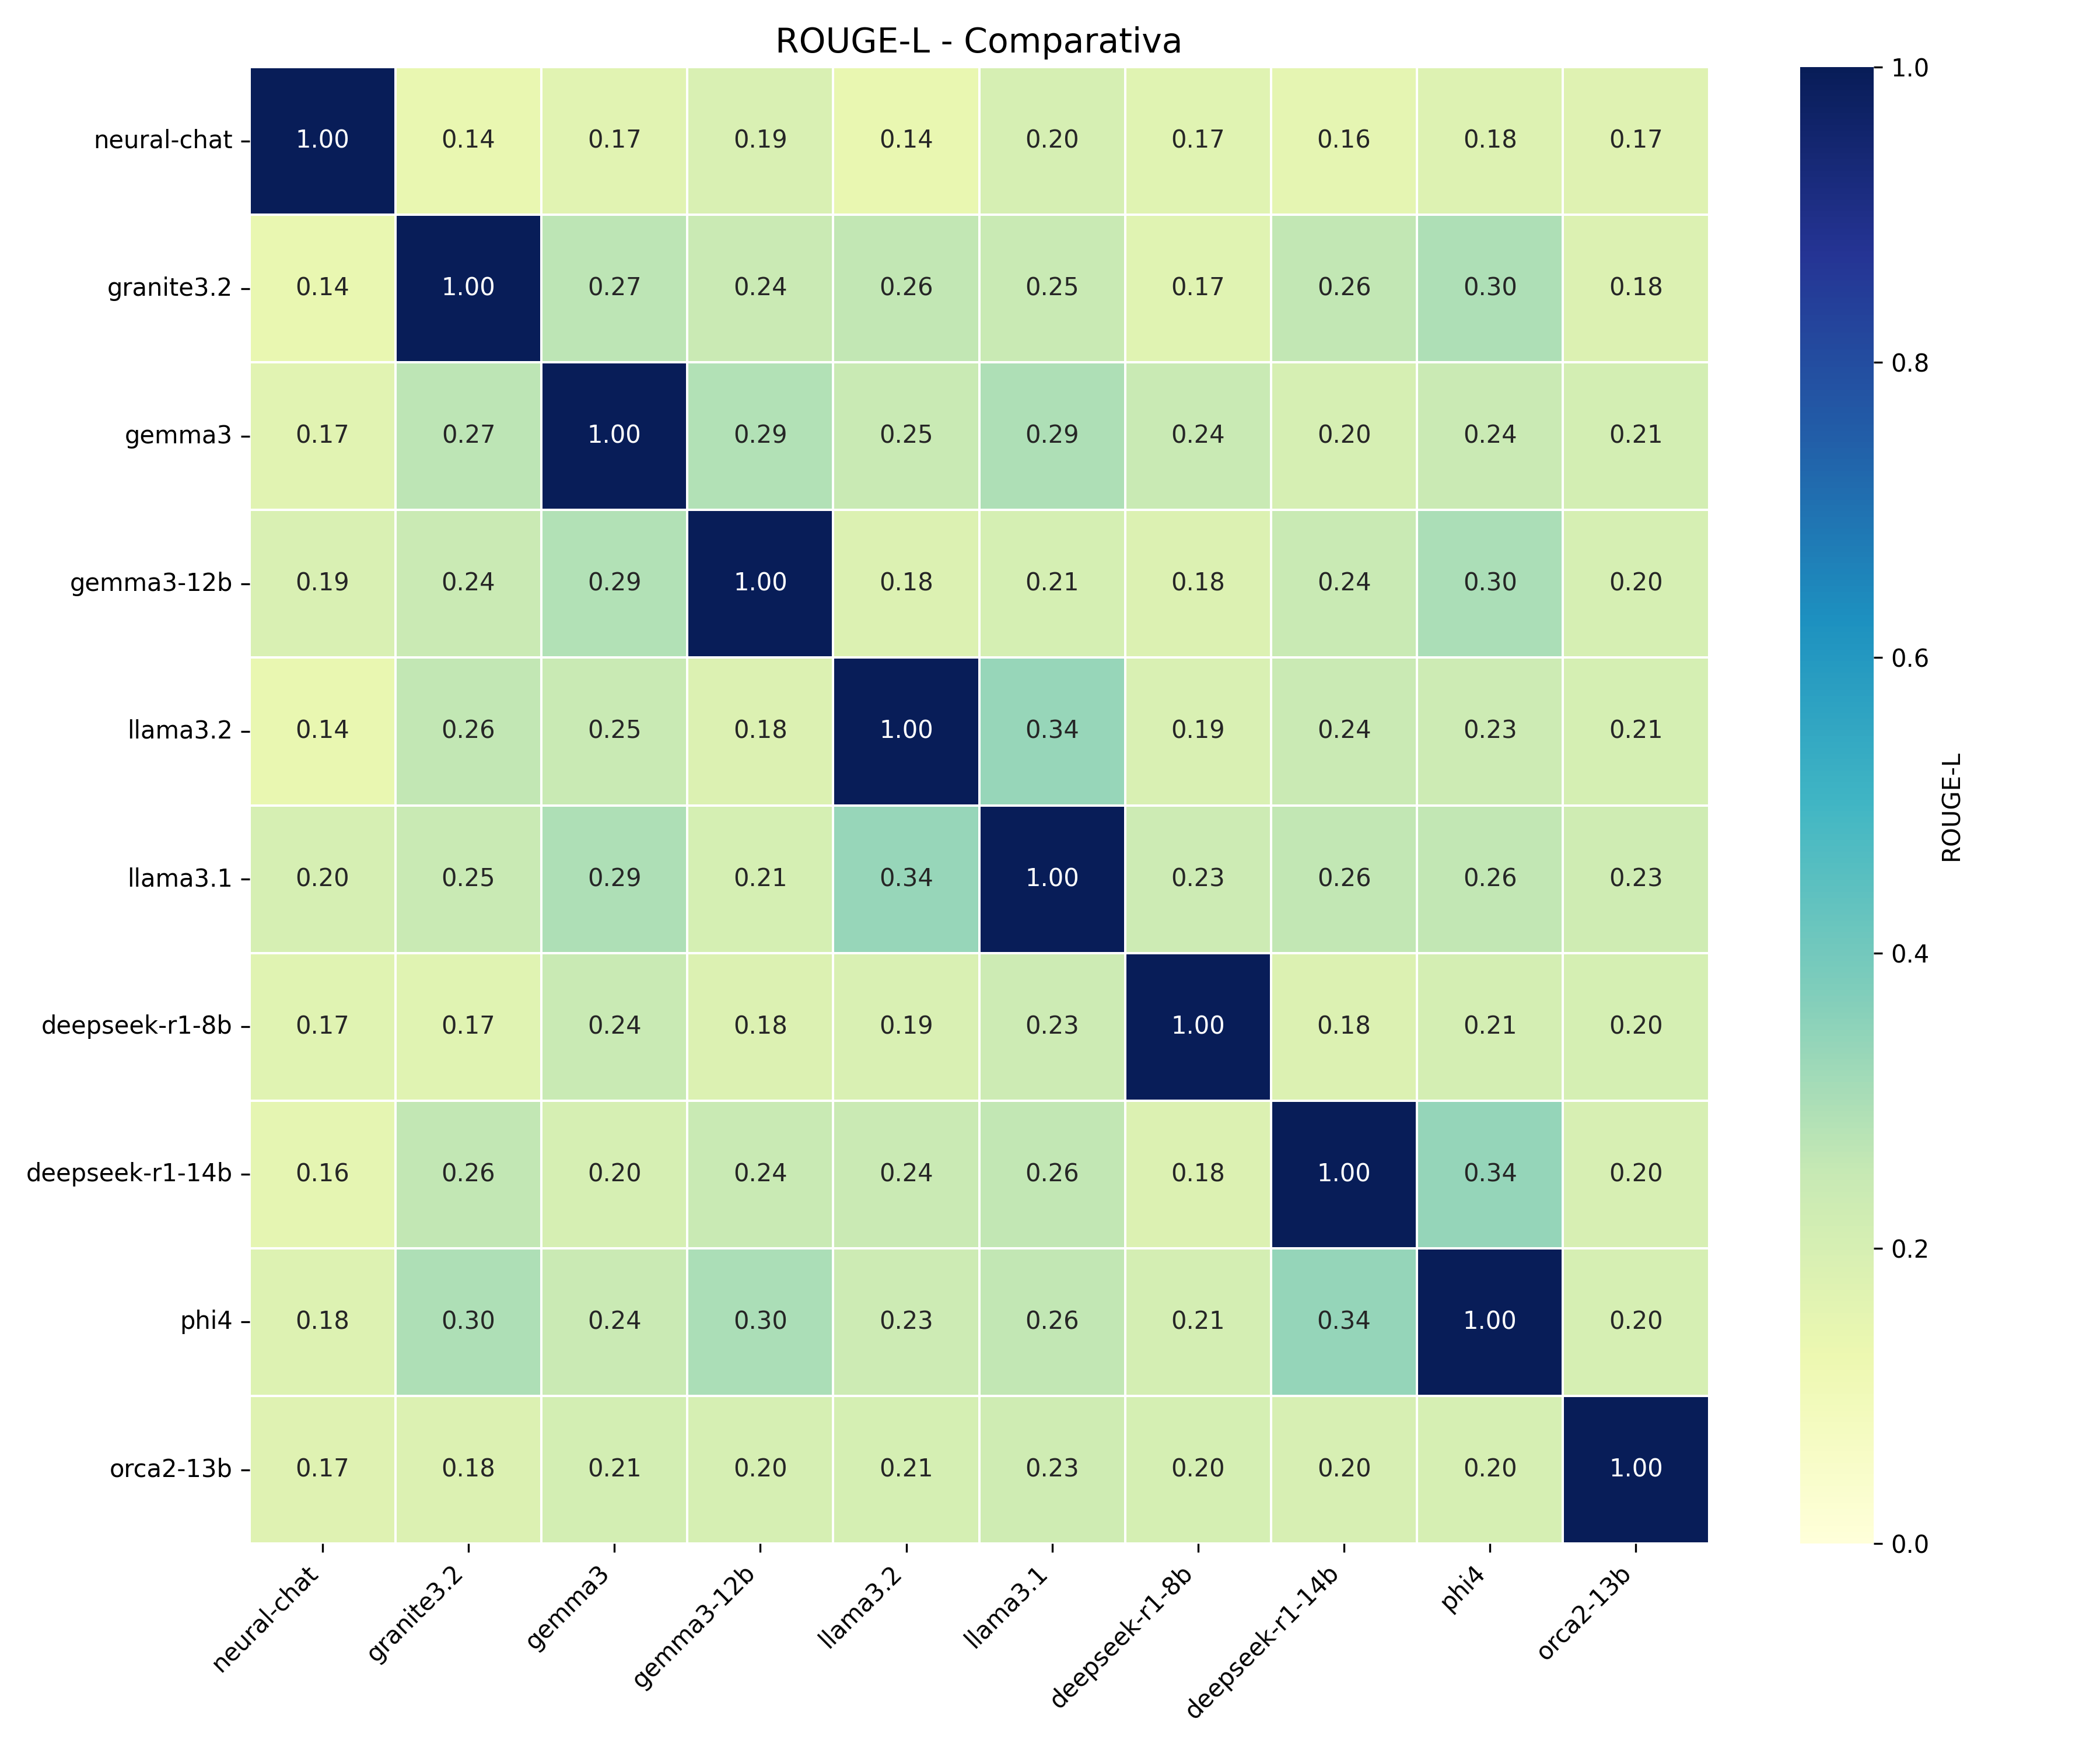 ROUGE-L - Comparativa
neural-chat 1.00 0.14 0.17 0.19 0.14 0.20 0.17 0.16 0.18 0.17
granite3.2 0.14 1.00 0.27 0.24 0.26 0.25 0.17 0.26 0.30 0.18
gemma3 0.17 0.27 1.00 0.29 0.25 0.29 0.24 0.20 0.24 0.21
gemma3-12b 0.19 0.24 0.29 1.00 0.18 0.21 0.18 0.24 0.30 0.20
llama3.2 0.14 0.26 0.25 0.18 1.00 0.34 0.19 0.24 0.23 0.21
llama3.1 0.20 0.25 0.29 0.21 0.34 1.00 0.23 0.26 0.26 0.23
deepseek-r1-8b 0.17 0.17 0.24 0.18 0.19 0.23 1.00 0.18 0.21 0.20
deepseek-r1-14b 0.16 0.26 0.20 0.24 0.24 0.26 0.18 1.00 0.34 0.20
phi4 0.18 0.30 0.24 0.30 0.23 0.26 0.21 0.34 1.00 0.20
orca2-13b 0.17 0.18 0.21 0.20 0.21 0.23 0.20 0.20 0.20 1.00
neural-chat granite3.2 gemma3 gemma3-12b llama3.2 llama3.1 deepseek-r1-8b deepseek-r1-14b phi4 orca2-13b
1.0
0.8
0.6
0.4
0.2
0.0
ROUGE-L